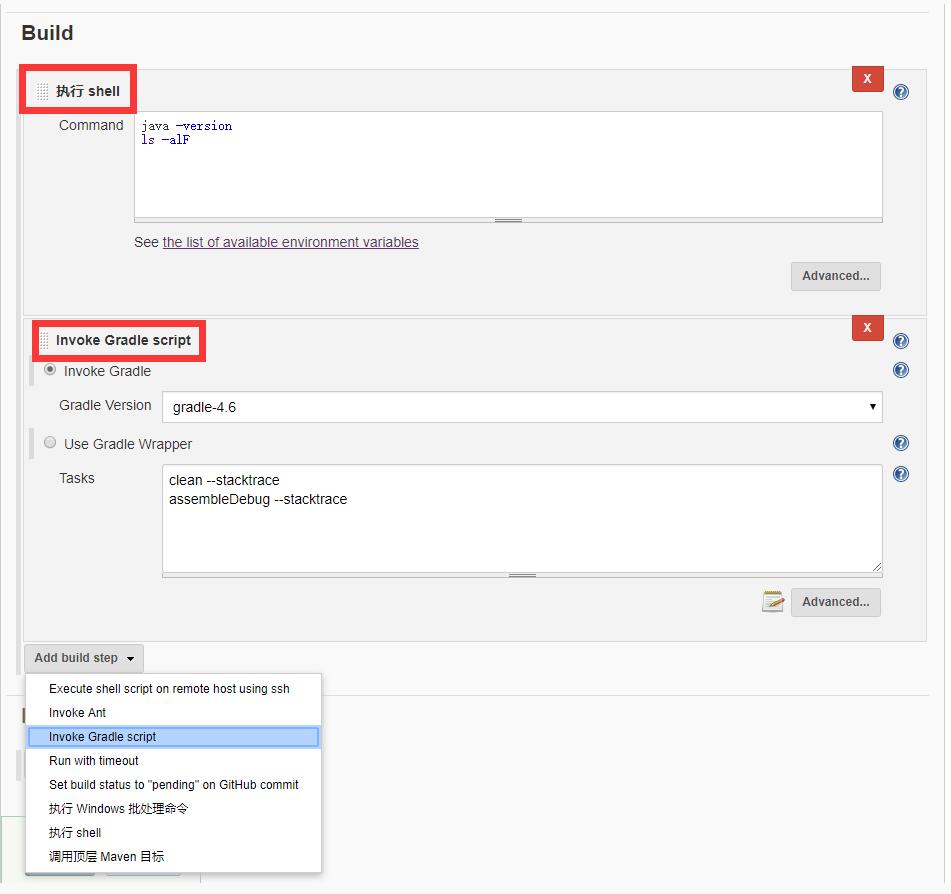 Build
执行 shell
X
Command
java -version
ls -alF
See the list of available environment variables
Advanced...
Invoke Gradle script
X
Invoke Gradle
Gradle Version
gradle-4.6
Use Gradle Wrapper
Tasks
clean --stacktrace
assembleDebug --stacktrace
Advanced...
Add build step
Execute shell script on remote host using ssh
Invoke Ant
Invoke Gradle script
Run with timeout
Set build status to "pending" on GitHub commit
执行 Windows 批处理命令
执行 shell
调用顶层 Maven 目标